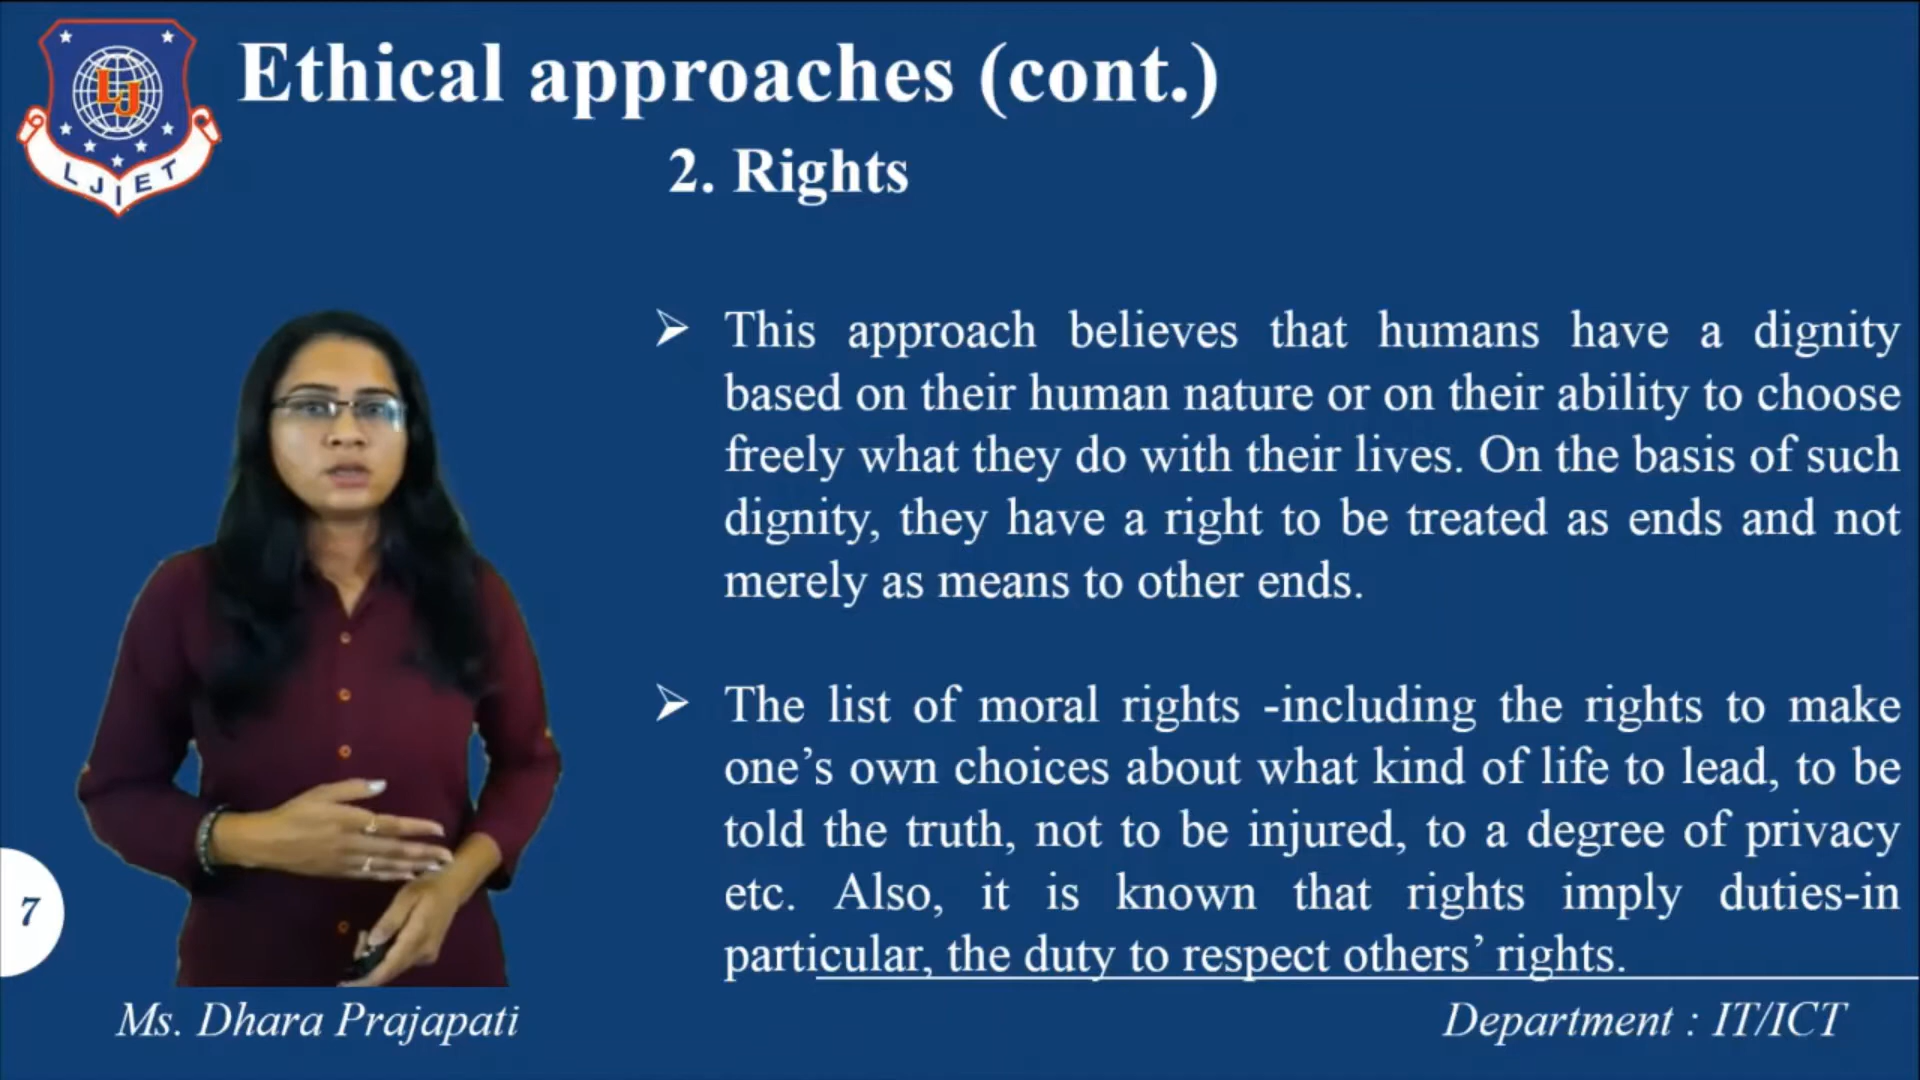 LJ
LJIET
Ethical approaches (cont.)
2. Rights
➢ This approach believes that humans have a dignity
based on their human nature or on their ability to choose
freely what they do with their lives. On the basis of such
dignity, they have a right to be treated as ends and not
merely as means to other ends.
➢ The list of moral rights -including the rights to make
one’s own choices about what kind of life to lead, to be
told the truth, not to be injured, to a degree of privacy
etc. Also, it is known that rights imply duties-in
particular, the duty to respect others’ rights.
7
Ms. Dhara Prajapati
Department : IT/ICT